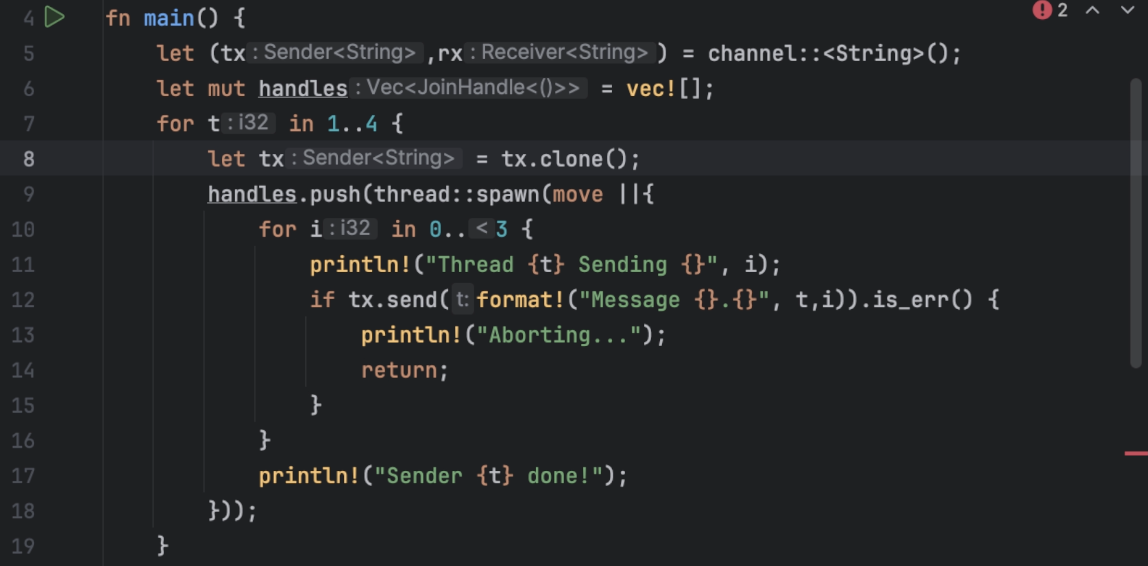 4 fn main() { 2
5 let (tx: Sender<String> ,rx: Receiver<String> ) = channel::<String>();
6 let mut handles: Vec<JoinHandle<()>> = vec![];
7 for t: i32 in 1..4 {
8 let tx: Sender<String> = tx.clone();
9 handles.push(thread::spawn(move ||{
10 for i: i32 in 0..<3 {
11 println!("Thread {t} Sending {}", i);
12 if tx.send(t: format!("Message {}.{}", t,i)).is_err() {
13 println!("Aborting...");
14 return;
15 }
16 }
17 println!("Sender {t} done!");
18 }));
19 }